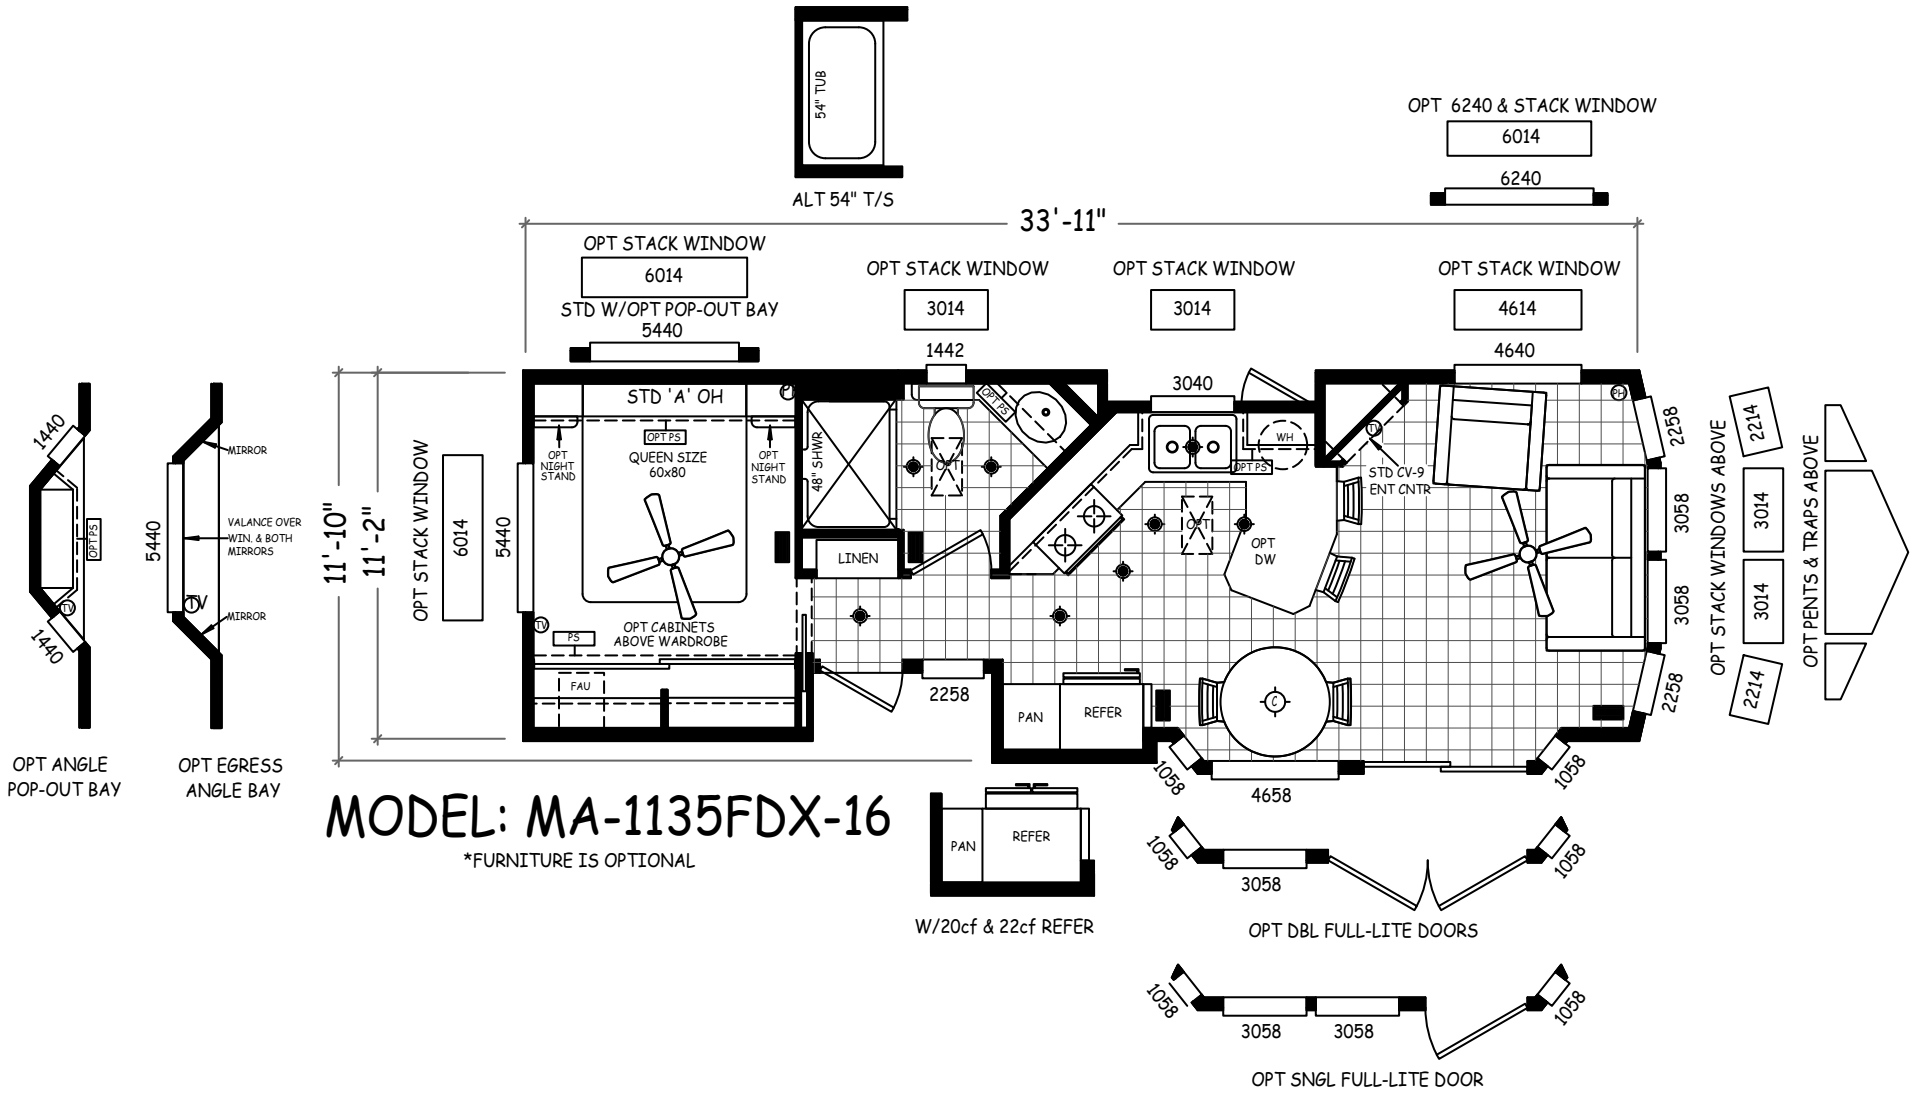 54" TUB
ALT 54" T/S
OPT 6240 & STACK WINDOW
6014
6240
33'-11"
OPT STACK WINDOW
6014
STD W/OPT POP-OUT BAY
5440
OPT STACK WINDOW
3014
1442
OPT STACK WINDOW
3014
3040
OPT STACK WINDOW
4614
4640
11'-10"
11'-2"
OPT STACK WINDOW
6014
5440
STD 'A' OH
OPT PS
QUEEN SIZE
60x80
OPT
NIGHT
STAND
OPT
NIGHT
STAND
TV
PS
OPT CABINETS
ABOVE WARDROBE
FAU
48" SHWR
LINEN
OPT
OPT PS
WH
OPT PS
OPT
OPT
DW
TV
STD CV-9
ENT CNTR
PH
2258
3058
3058
2258
OPT STACK WINDOWS ABOVE
2214
3014
3014
2214
OPT PENTS & TRAPS ABOVE
2258
PAN
REFER
C
1058
4658
1058
1440
OPT PS
TV
1440
OPT ANGLE
POP-OUT BAY
5440
MIRROR
VALANCE OVER
WIN. & BOTH
MIRRORS
TV
MIRROR
OPT EGRESS
ANGLE BAY
MODEL: MA-1135FDX-16
*FURNITURE IS OPTIONAL
PAN
REFER
W/20cf & 22cf REFER
1058
3058
1058
OPT DBL FULL-LITE DOORS
1058
3058
3058
1058
OPT SNGL FULL-LITE DOOR